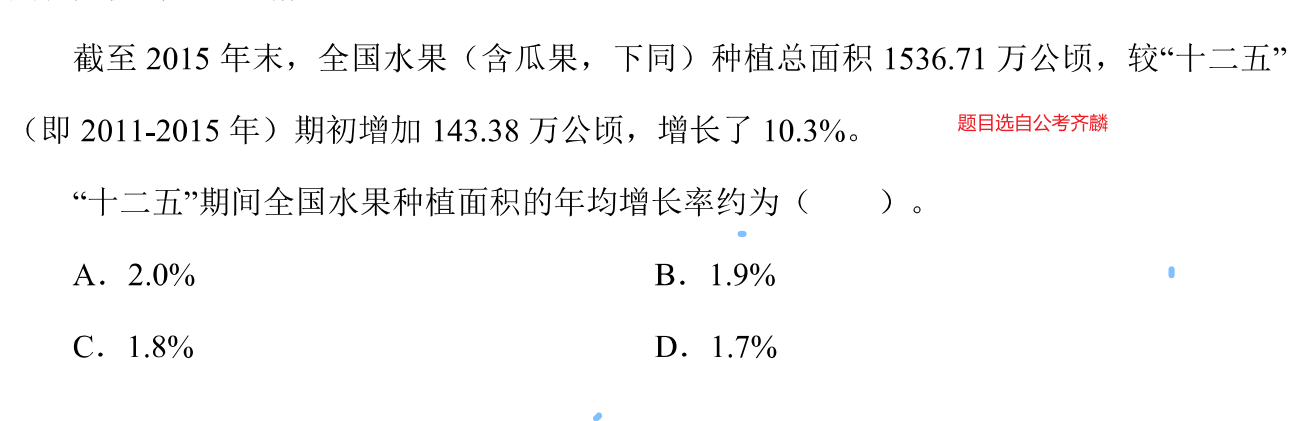 截至 2015 年末，全国水果（含瓜果，下同）种植总面积 1536.71 万公顷，较“十二五”
（即 2011-2015 年）期初增加 143.38 万公顷，增长了 10.3%。
题目选自公考齐麟
“十二五”期间全国水果种植面积的年均增长率约为（　　）。
A．2.0%
B．1.9%
C．1.8%
D．1.7%